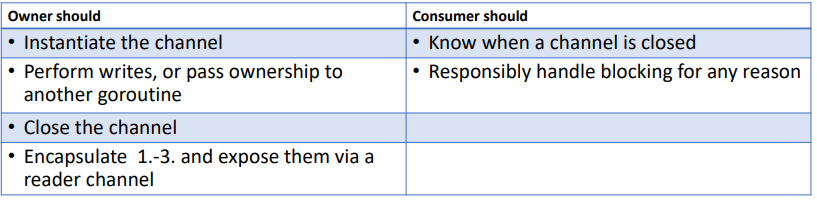 Owner should
Consumer should
• Instantiate the channel
• Know when a channel is closed
• Perform writes, or pass ownership to
another goroutine
• Responsibly handle blocking for any reason
• Close the channel
• Encapsulate 1.-3. and expose them via a
reader channel